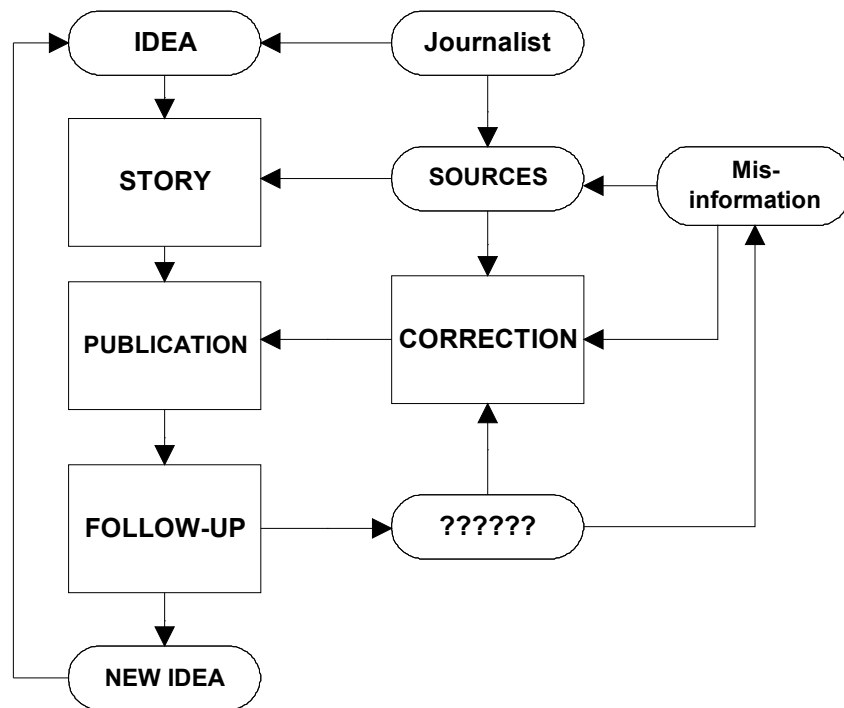 IDEA
Journalist
STORY
SOURCES
Mis-
information
PUBLICATION
CORRECTION
FOLLOW-UP
??????
NEW IDEA